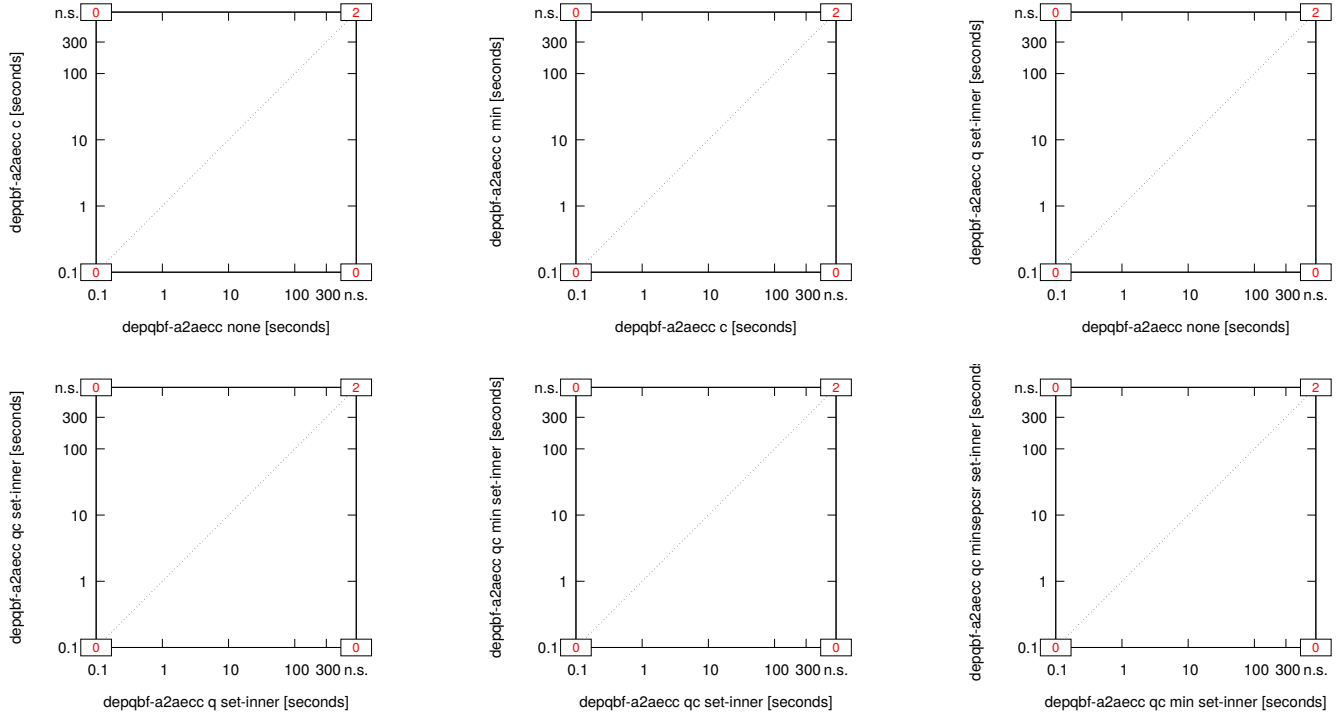 n.s. 0 2
300
100
10
1
0.1 0 0
0.1 1 10 100 300 n.s.
depqbf-a2aecc c [seconds]
depqbf-a2aecc none [seconds]
n.s. 0 2
300
100
10
1
0.1 0 0
0.1 1 10 100 300 n.s.
depqbf-a2aecc c min [seconds]
depqbf-a2aecc c [seconds]
n.s. 0 2
300
100
10
1
0.1 0 0
0.1 1 10 100 300 n.s.
depqbf-a2aecc q set-inner [seconds]
depqbf-a2aecc none [seconds]
n.s. 0 2
300
100
10
1
0.1 0 0
0.1 1 10 100 300 n.s.
depqbf-a2aecc qc set-inner [seconds]
depqbf-a2aecc q set-inner [seconds]
n.s. 0 2
300
100
10
1
0.1 0 0
0.1 1 10 100 300 n.s.
depqbf-a2aecc qc min set-inner [seconds]
depqbf-a2aecc qc set-inner [seconds]
n.s. 0 2
300
100
10
1
0.1 0 0
0.1 1 10 100 300 n.s.
depqbf-a2aecc qc minsepcsr set-inner [second
depqbf-a2aecc qc min set-inner [seconds]